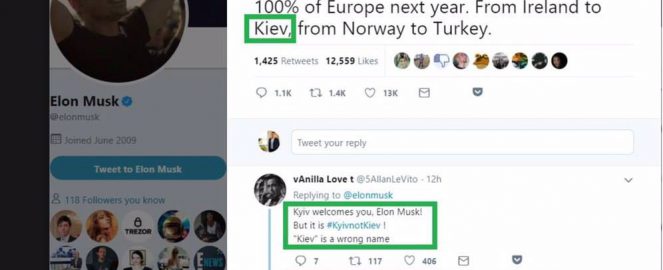 100% of Europe next year. From Ireland to
Kiev, from Norway to Turkey.
1,425 Retweets 12,559 Likes
1.1K 1.4K 13K
Tweet your reply
Elon Musk
@elonmusk
Joined June 2009
Tweet to Elon Musk
118 Followers you know
TREZOR
NEWS
vAnilla Love t @5AllanLeVito · 12h
Replying to @elonmusk
Kyiv welcomes you, Elon Musk!
But it is #KyivnotKiev !
"Kiev" is a wrong name
7 117 406